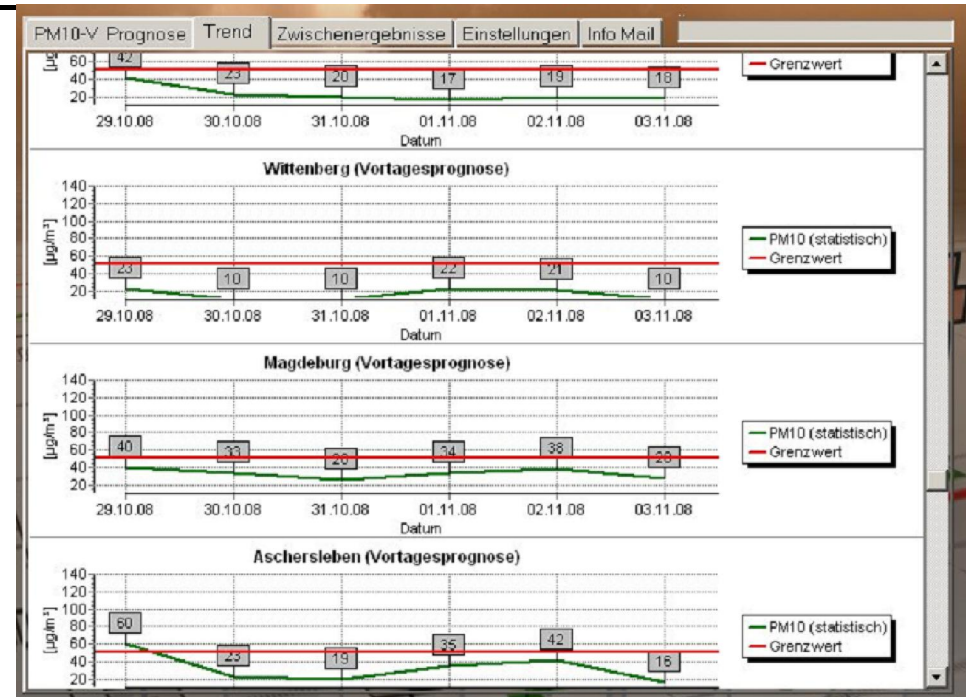 PM10-V Prognose Trend Zwischenergebnisse Einstellungen Info Mail
[µg
60
40
20
42 23 20 17 19 18
29.10.08 30.10.08 31.10.08 01.11.08 02.11.08 03.11.08
Datum
Grenzwert
Wittenberg (Vortagesprognose)
140
120
100
80
60
40
20
[µg/m³]
23 10 10 22 21 10
29.10.08 30.10.08 31.10.08 01.11.08 02.11.08 03.11.08
Datum
PM10 (statistisch)
Grenzwert
Magdeburg (Vortagesprognose)
140
120
100
80
60
40
20
[µg/m³]
40 33 34 38
29.10.08 30.10.08 31.10.08 01.11.08 02.11.08 03.11.08
Datum
PM10 (statistisch)
Grenzwert
Aschersleben (Vortagesprognose)
140
120
100
80
60
40
20
[µg/m³]
60 23 19 35 42 16
PM10 (statistisch)
Grenzwert